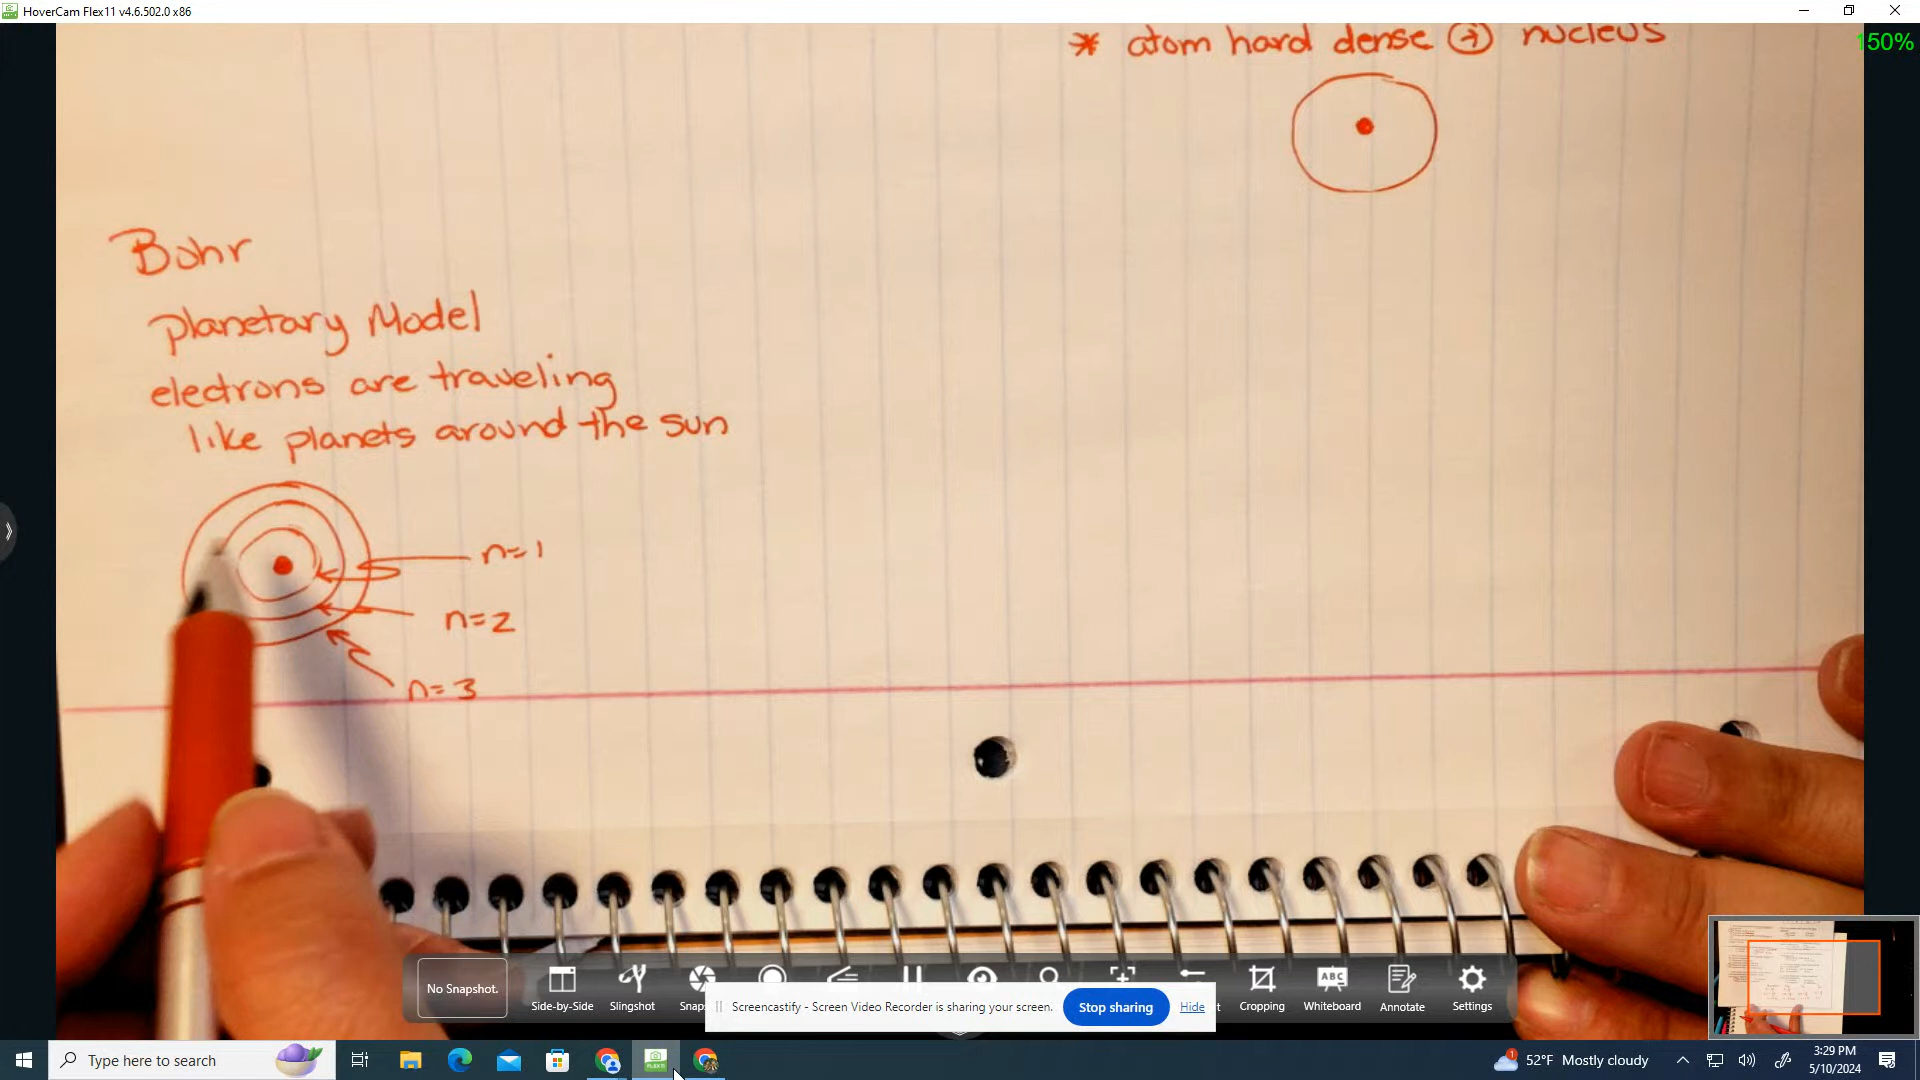 HoverCam Flex11 v4.6.502.0 x86
150%
* atom hard dense (+) nucleus
Bohr
planetary Model
electrons are traveling
like planets around the sun
n=1
n=2
n=3
No Snapshot.
Side-by-Side
Slingshot
Cropping
Whiteboard
ABC
Annotate
Settings
Screencastify - Screen Video Recorder is sharing your screen.
Stop sharing
Hide
Type here to search
FLEX11
1
52°F Mostly cloudy
3:29 PM
5/10/2024